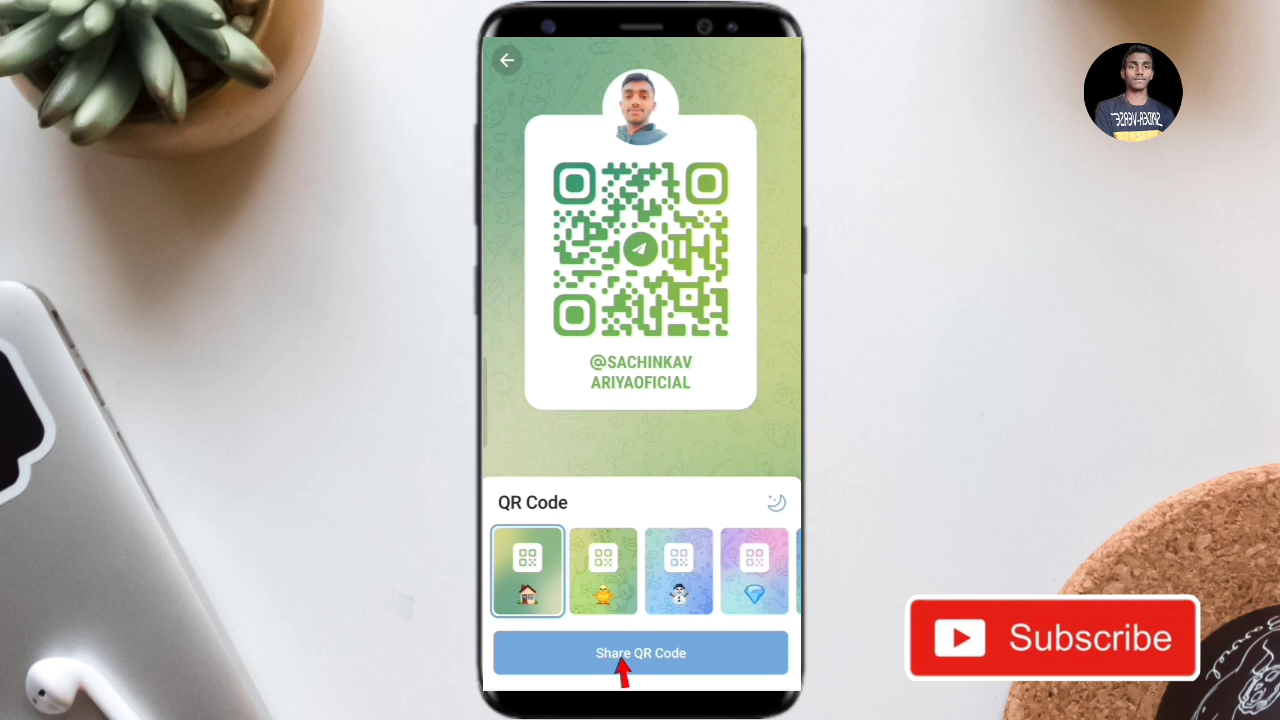 @SACHINKAV
ARIYAOFICIAL
QR Code
Share QR Code
Subscribe